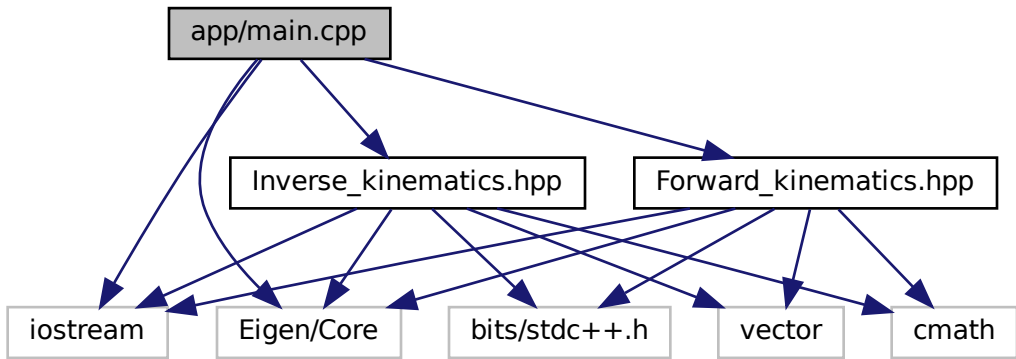 app/main.cpp
Inverse_kinematics.hpp
Forward_kinematics.hpp
iostream
Eigen/Core
bits/stdc++.h
vector
cmath